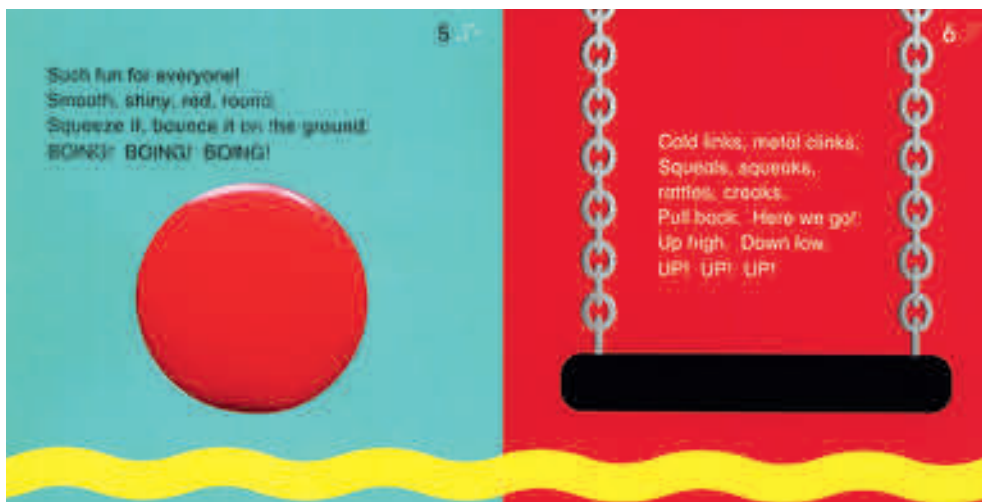 5
Such fun for everyone!
Smooth, shiny, red, round.
Squeeze it, bounce it on the ground.
BOING! BOING! BOING!
6
Cold links, metal clinks.
Squeals, squeaks,
rattles, creaks.
Pull back. Here we go!
Up high. Down low.
UP! UP! UP!